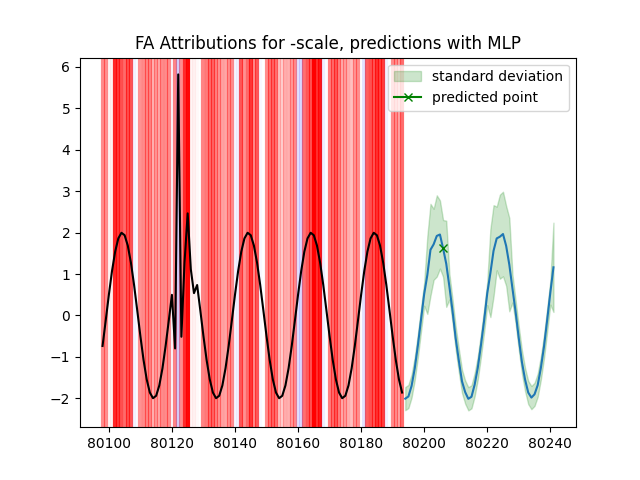 FA Attributions for -scale, predictions with MLP
standard deviation
predicted point
6
5
4
3
2
1
0
−1
−2
80100 80120 80140 80160 80180 80200 80220 80240